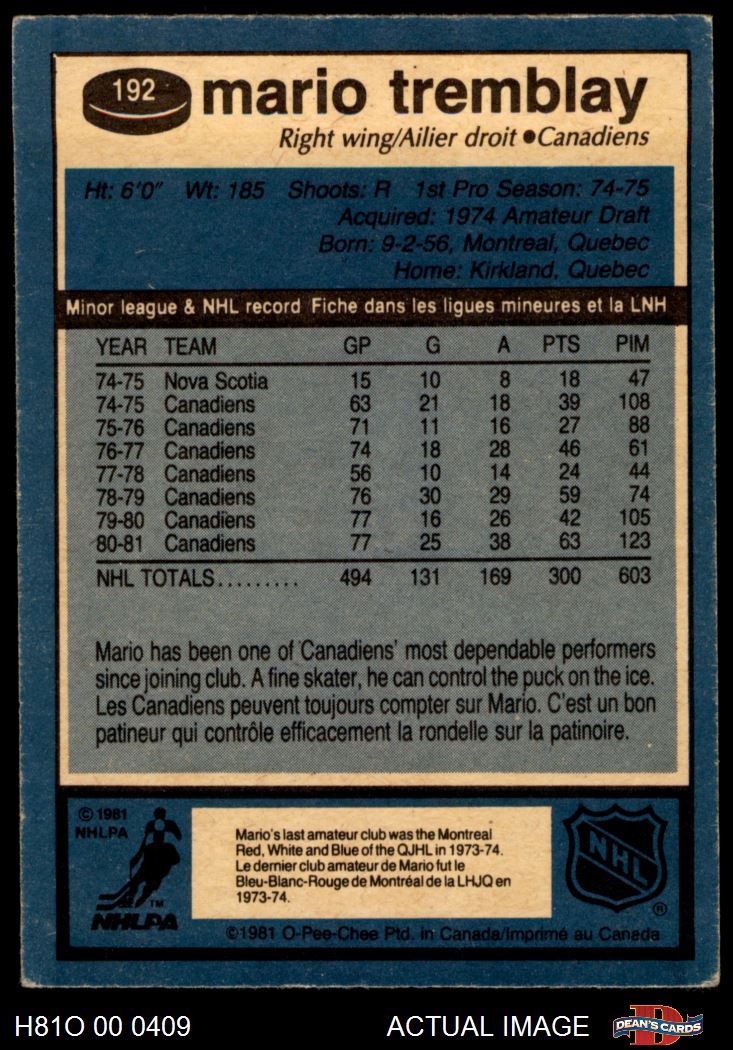 192 mario tremblay
Right wing/Ailier droit ●Canadiens
Ht: 6'0" Wt: 185 Shoots: R 1st Pro Season: 74-75
Acquired: 1974 Amateur Draft
Born: 9-2-56, Montreal, Quebec
Home: Kirkland, Quebec
Minor league & NHL record Fiche dans les ligues mineures et la LNH
YEAR TEAM GP G A PTS PIM
74-75 Nova Scotia 15 10 8 18 47
74-75 Canadiens 63 21 18 39 108
75-76 Canadiens 71 11 16 27 88
76-77 Canadiens 74 18 28 46 61
77-78 Canadiens 56 10 14 24 44
78-79 Canadiens 76 30 29 59 74
79-80 Canadiens 77 16 26 42 105
80-81 Canadiens 77 25 38 63 123
NHL TOTALS......... 494 131 169 300 603
Mario has been one of Canadiens' most dependable performers
since joining club. A fine skater, he can control the puck on the ice.
Les Canadiens peuvent toujours compter sur Mario. C'est un bon
patineur qui contrôle efficacement la rondelle sur la patinoire.
© 1981
NHLPA
TM
NHLPA
Mario's last amateur club was the Montreal
Red, White and Blue of the QJHL in 1973-74.
Le dernier club amateur de Mario fut le
Bleu-Blanc-Rouge de Montréal de la LHJQ en
1973-74.
NHL
®
©1981 O-Pee-Chee Ptd. in Canada/Imprimé au Canada
H81O 00 0409 ACTUAL IMAGE D DEAN'S CARDS